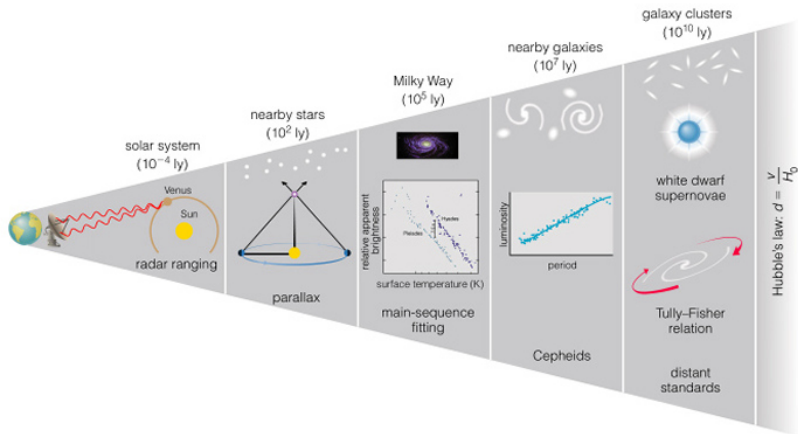 solar system
(10⁻⁴ ly)
Venus
Sun
radar ranging
nearby stars
(10² ly)
parallax
Milky Way
(10⁵ ly)
relative apparent
brightness
Pleiades
Hyades
surface temperature (K)
main-sequence
fitting
nearby galaxies
(10⁷ ly)
luminosity
period
Cepheids
galaxy clusters
(10¹⁰ ly)
white dwarf
supernovae
Tully–Fisher
relation
distant
standards
Hubble's law: d = v/H₀